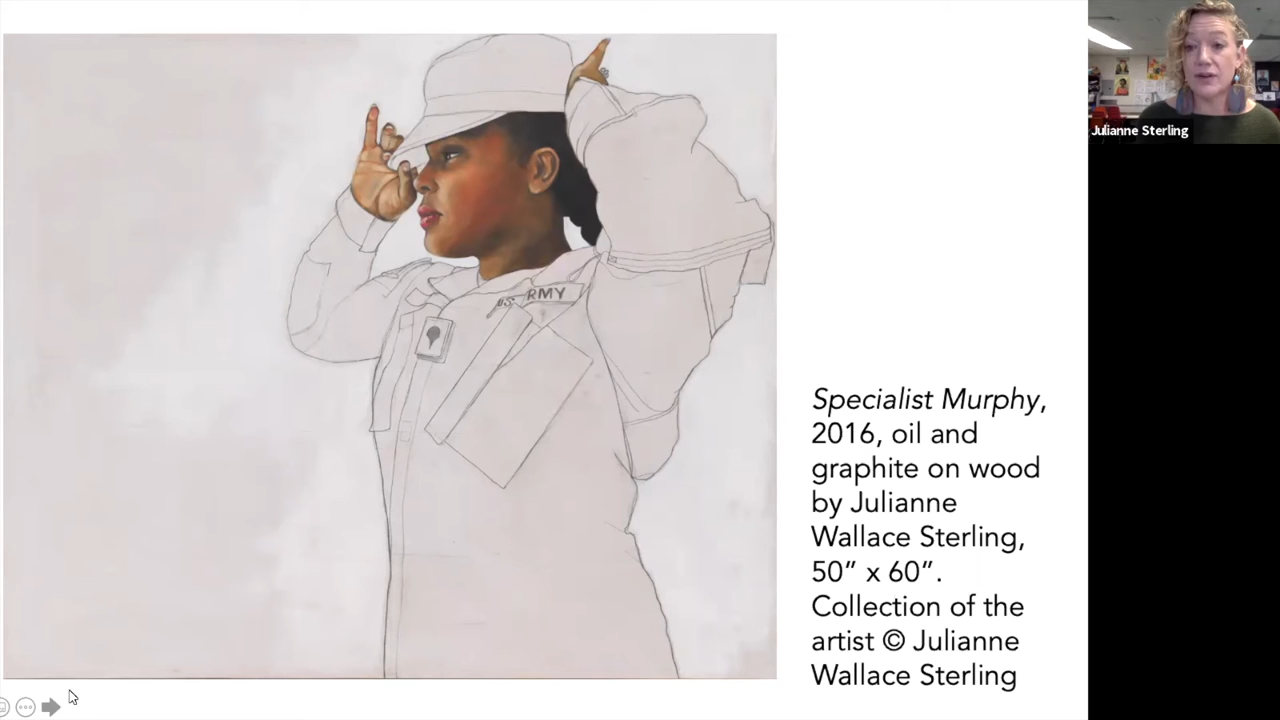 Julianne Sterling
U.S. RMY
Specialist Murphy,
2016, oil and
graphite on wood
by Julianne
Wallace Sterling,
50” x 60”.
Collection of the
artist © Julianne
Wallace Sterling